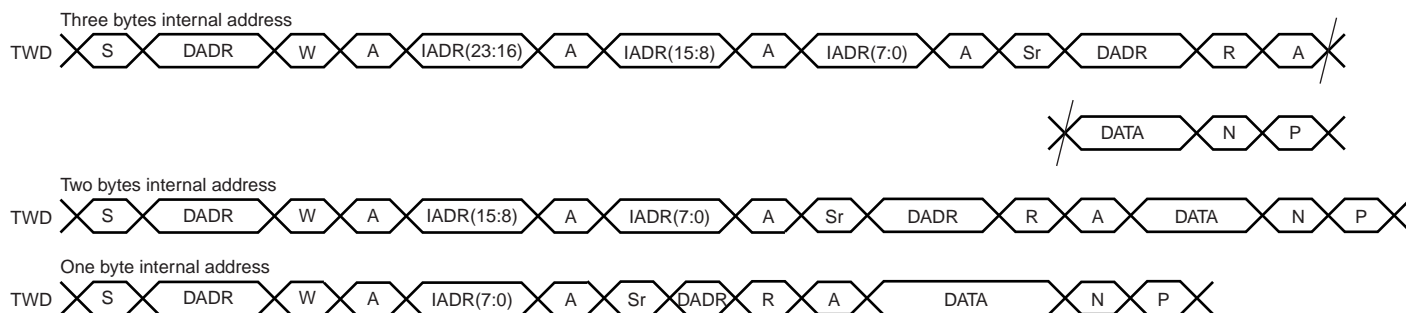 Three bytes internal address
TWD S DADR W A IADR(23:16) A IADR(15:8) A IADR(7:0) A Sr DADR R A
DATA N P
Two bytes internal address
TWD S DADR W A IADR(15:8) A IADR(7:0) A Sr DADR R A DATA N P
One byte internal address
TWD S DADR W A IADR(7:0) A Sr DADR R A DATA N P